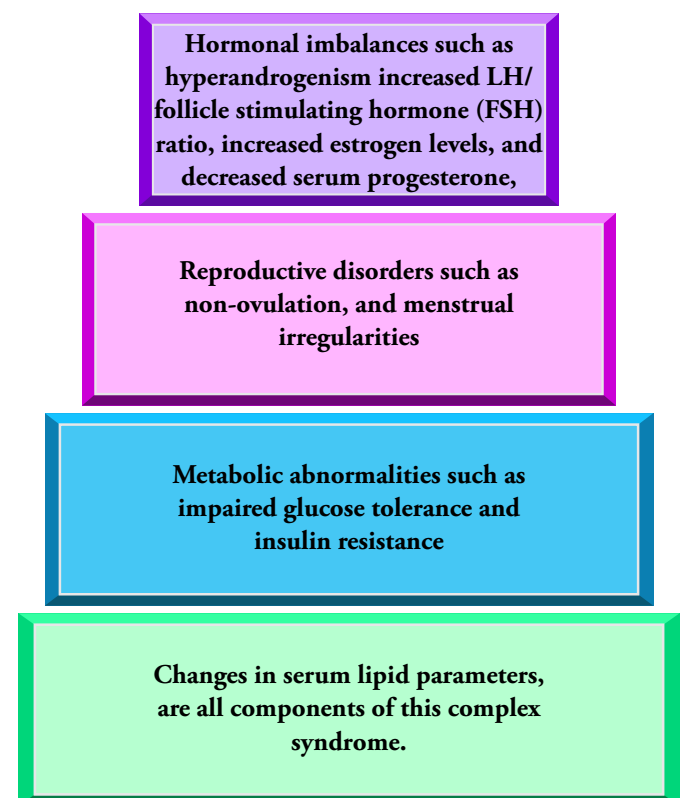 Hormonal imbalances such as
hyperandrogenism increased LH/
follicle stimulating hormone (FSH)
ratio, increased estrogen levels, and
decreased serum progesterone,
Reproductive disorders such as
non-ovulation, and menstrual
irregularities
Metabolic abnormalities such as
impaired glucose tolerance and
insulin resistance
Changes in serum lipid parameters,
are all components of this complex
syndrome.